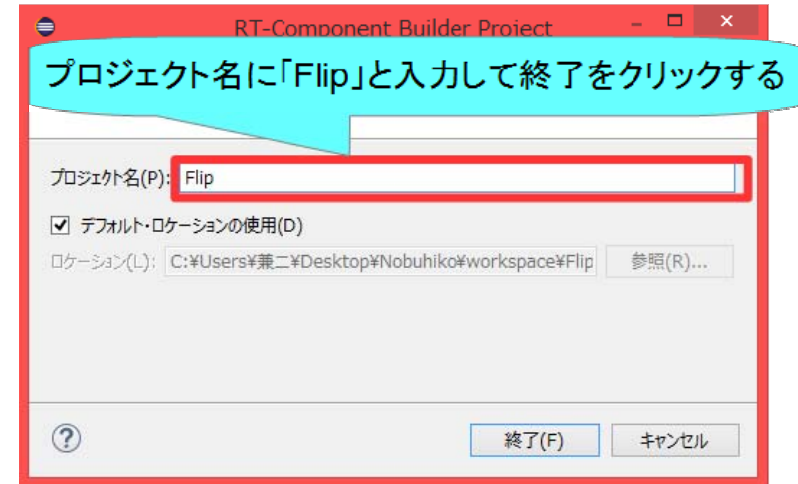 RT-Component Builder Project
プロジェクト名に「Flip」と入力して終了をクリックする
プロジェクト名(P): Flip
デフォルト・ロケーションの使用(D)
ロケーション(L): C:¥Users¥兼二¥Desktop¥Nobuhiko¥workspace¥Flip 参照(R)...
終了(F) キャンセル